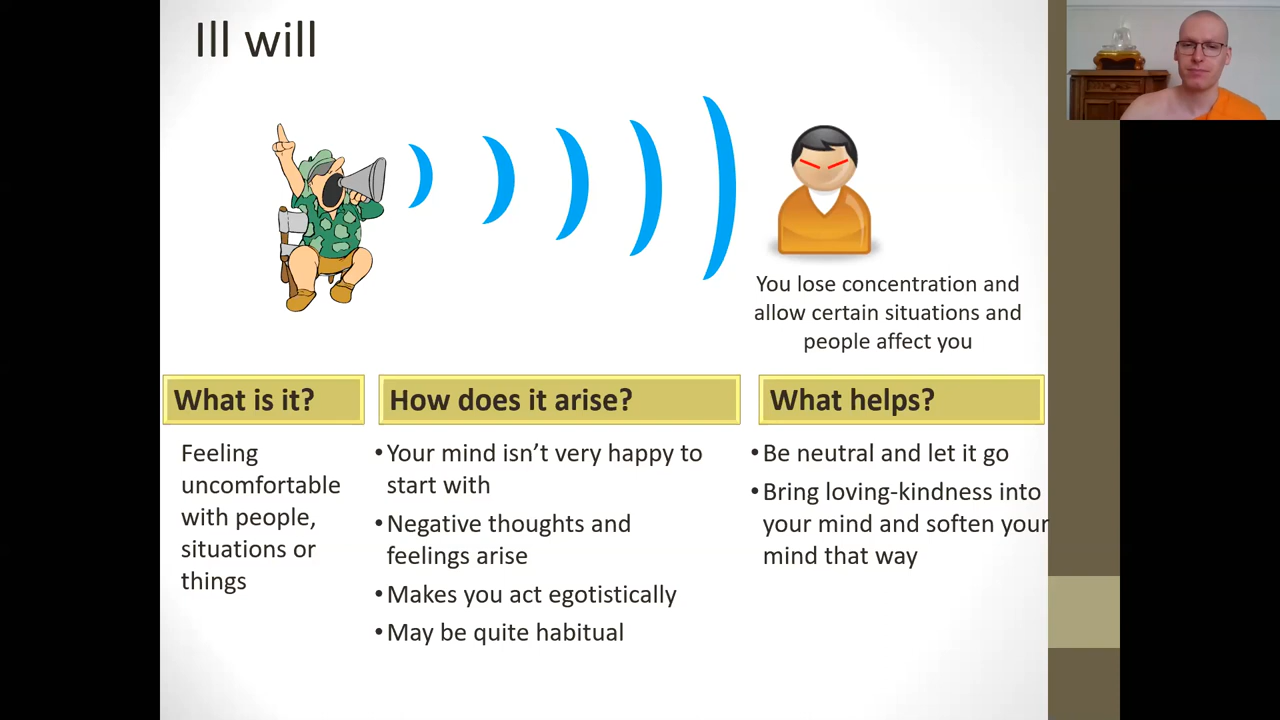 Ill will
You lose concentration and
allow certain situations and
people affect you
What is it?
Feeling
uncomfortable
with people,
situations or
things
How does it arise?
•Your mind isn’t very happy to
start with
•Negative thoughts and
feelings arise
•Makes you act egotistically
•May be quite habitual
What helps?
•Be neutral and let it go
•Bring loving-kindness into
your mind and soften your
mind that way